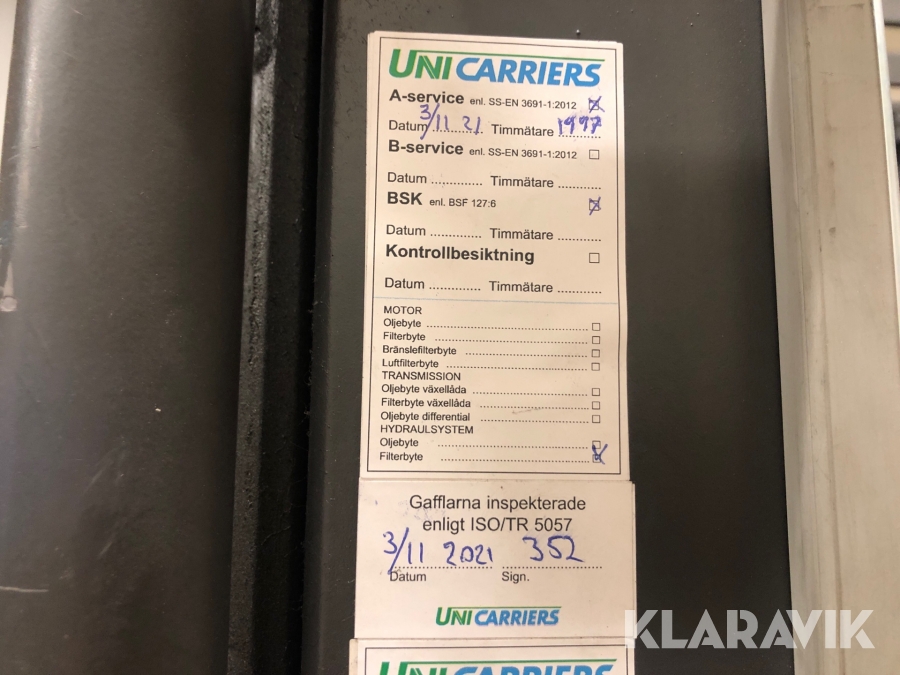 UNICARRIERS
A-service enl. SS-EN 3691-1:2012
Datum 3/11 21 Timmätare 1997
B-service enl. SS-EN 3691-1:2012
Datum ............ Timmätare ............
BSK enl. BSF 127:6
Datum ............ Timmätare ............
Kontrollbesiktning
Datum ............ Timmätare ............
MOTOR
Oljebyte
Filterbyte
Bränslefilterbyte
Luftfilterbyte
TRANSMISSION
Oljebyte växellåda
Filterbyte växellåda
Oljebyte differential
HYDRAULSYSTEM
Oljebyte
Filterbyte
Gafflarna inspekterade
enligt ISO/TR 5057
3/11 2021 352
Datum Sign.
UNICARRIERS
UNICARRIERS
KLARAVIK